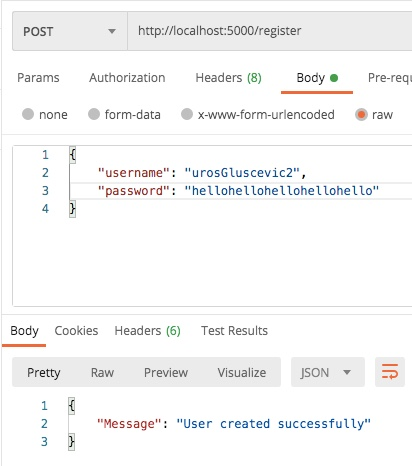 POST http://localhost:5000/register
Params Authorization Headers (8) Body Pre-requ
none form-data x-www-form-urlencoded raw
1 {
2 "username": "urosGluscevic2",
3 "password": "hellohellohellohellohello"
4 }
Body Cookies Headers (6) Test Results
Pretty Raw Preview Visualize JSON
1 {
2 "Message": "User created successfully"
3 }